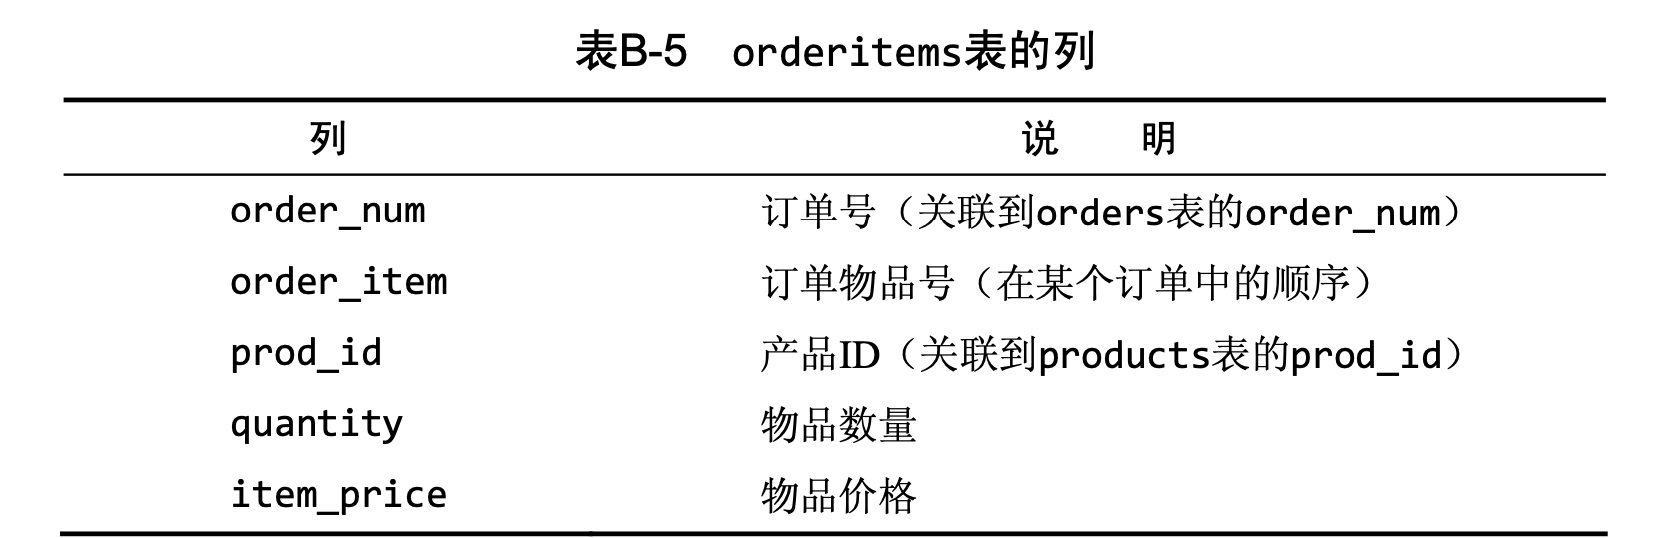 表B-5 orderitems表的列
列 说 明
order_num 订单号（关联到orders表的order_num）
order_item 订单物品号（在某个订单中的顺序）
prod_id 产品ID（关联到products表的prod_id）
quantity 物品数量
item_price 物品价格